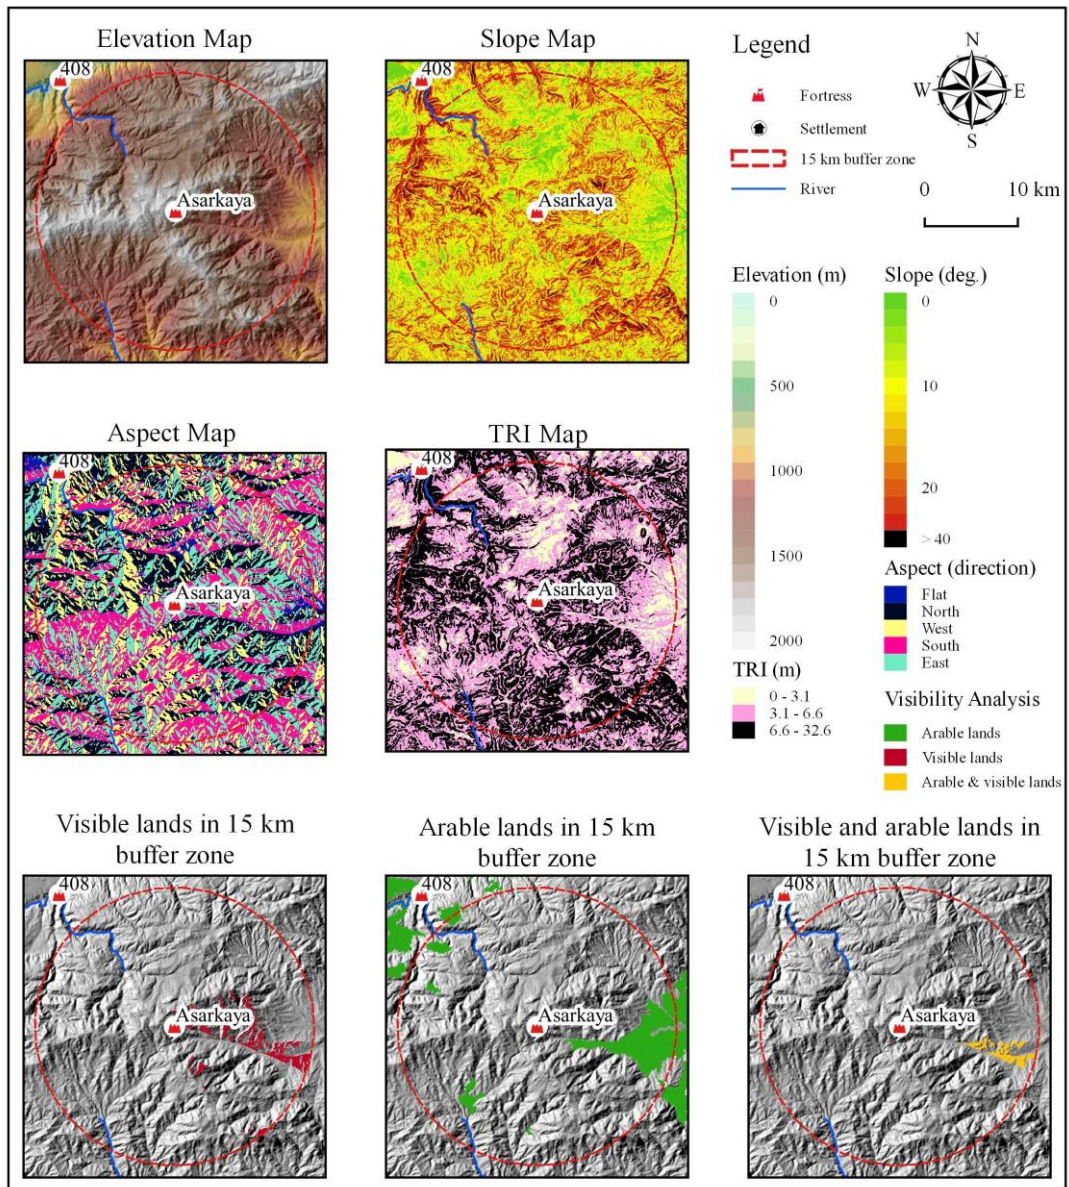 Elevation Map
408
Asarkaya
Slope Map
408
Asarkaya
Legend
Fortress
Settlement
15 km buffer zone
River
N
W
E
S
0
10 km
Elevation (m)
0
500
1000
1500
2000
Slope (deg.)
0
10
20
> 40
Aspect Map
408
Asarkaya
TRI Map
408
Asarkaya
TRI (m)
0 - 3.1
3.1 - 6.6
6.6 - 32.6
Aspect (direction)
Flat
North
West
South
East
Visibility Analysis
Arable lands
Visible lands
Arable & visible lands
Visible lands in 15 km
buffer zone
408
Asarkaya
Arable lands in 15 km
buffer zone
408
Asarkaya
Visible and arable lands in
15 km buffer zone
408
Asarkaya